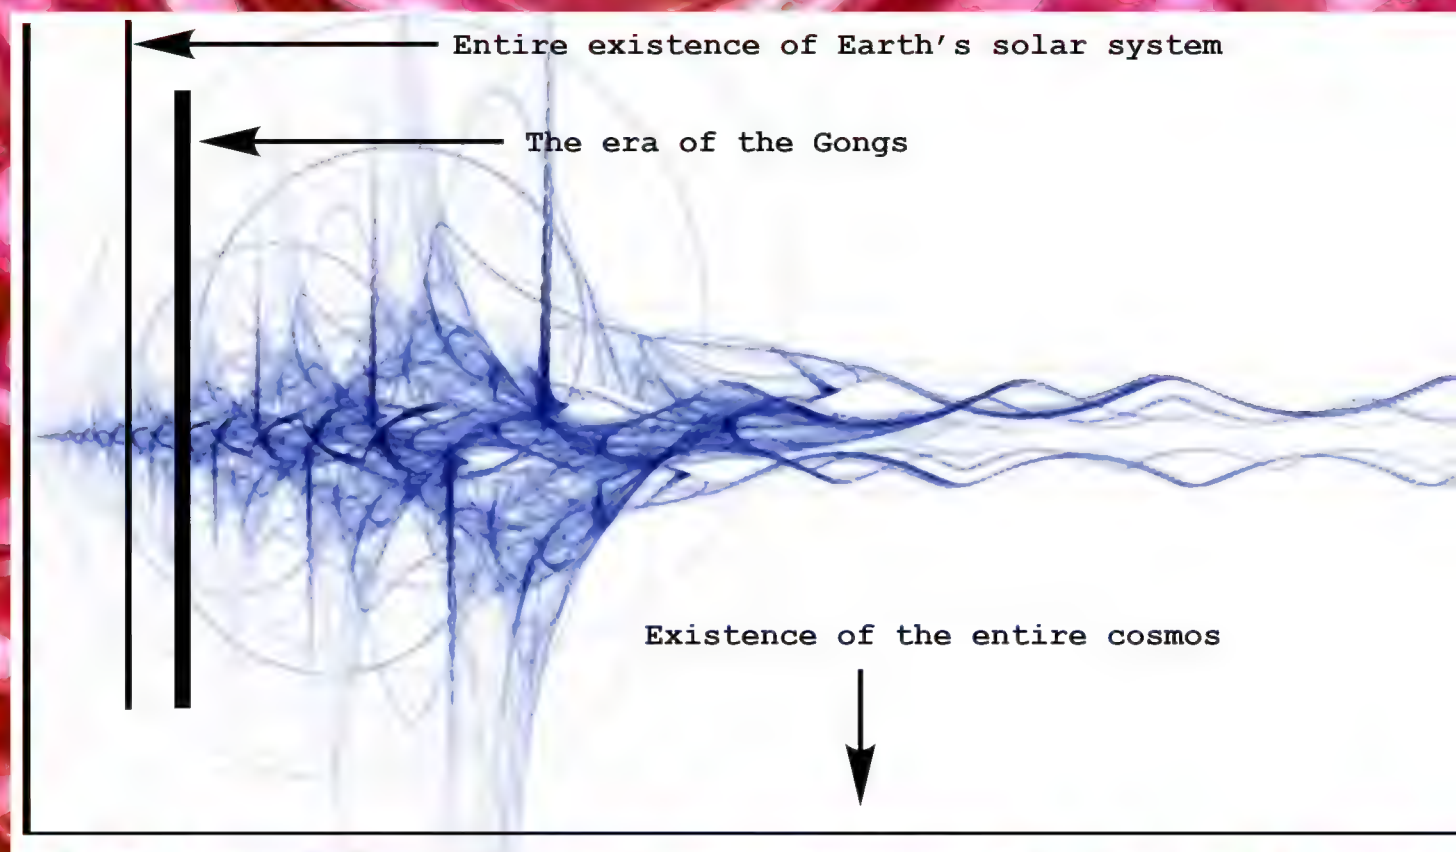 Entire existence of Earth's solar system
The era of the Gongs
Existence of the entire cosmos